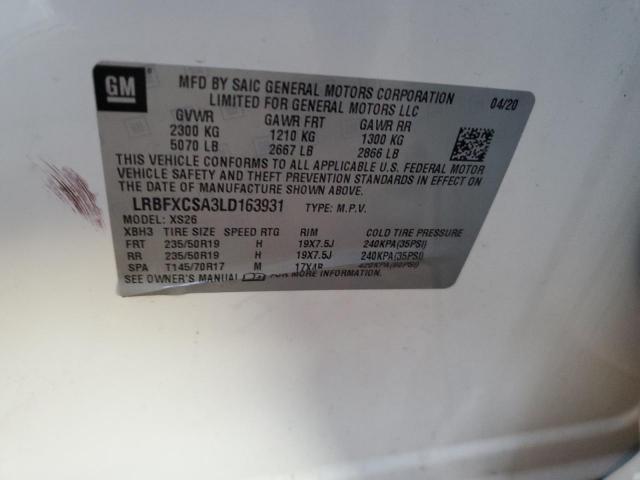 GM
MFD BY SAIC GENERAL MOTORS CORPORATION
LIMITED FOR GENERAL MOTORS LLC
04/20
GVWR GAWR FRT GAWR RR
2300 KG 1210 KG 1300 KG
5070 LB 2667 LB 2866 LB
THIS VEHICLE CONFORMS TO ALL APPLICABLE U.S. FEDERAL MOTOR
VEHICLE SAFETY AND THEFT PREVENTION STANDARDS IN EFFECT ON
THE DATE OF MANUFACTURE SHOWN ABOVE.
LRBFXCSA3LD163931 TYPE: M.P.V.
MODEL: XS26
XBH3 TIRE SIZE SPEED RTG RIM COLD TIRE PRESSURE
FRT 235/50R19 H 19X7.5J 240KPA(35PSI)
RR 235/50R19 H 19X7.5J 240KPA(35PSI)
SPA T145/70R17 M 17X4B 420KPA(60PSI)
SEE OWNER'S MANUAL FOR MORE INFORMATION.